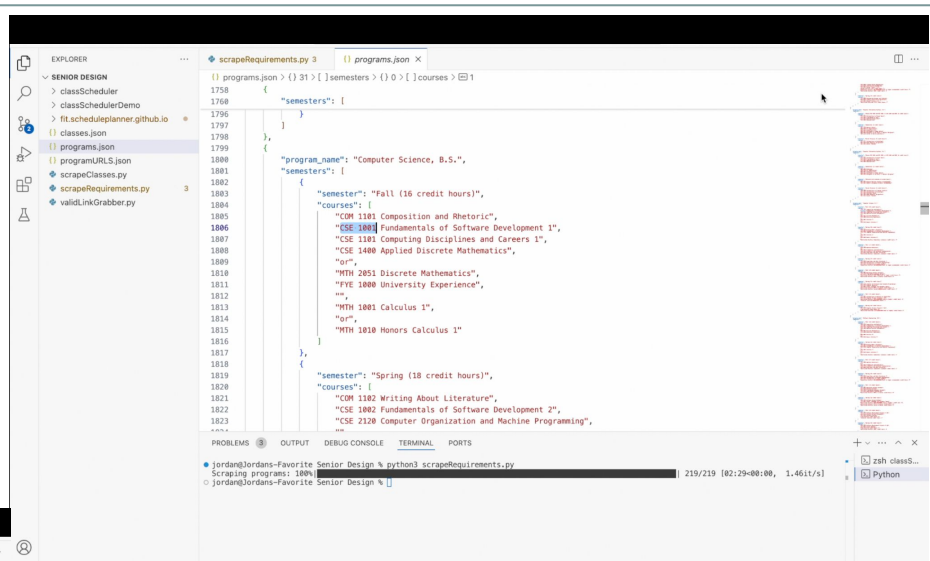 EXPLORER
SENIOR DESIGN
classScheduler
classSchedulerDemo
fit.scheduleplanner.github.io
{} classes.json
{} programs.json
{} programURLS.json
scrapeClasses.py
scrapeRequirements.py 3
validLinkGrabber.py
2
scrapeRequirements.py 3
{} programs.json ×
{} programs.json > {} 31 > [ ] semesters > {} 0 > [ ] courses > 1
1758 {
1760 "semesters": [
1796 }
1797 ]
1798 },
1799 {
1800 "program_name": "Computer Science, B.S.",
1801 "semesters": [
1802 {
1803 "semester": "Fall (16 credit hours)",
1804 "courses": [
1805 "COM 1101 Composition and Rhetoric",
1806 "CSE 1001 Fundamentals of Software Development 1",
1807 "CSE 1101 Computing Disciplines and Careers 1",
1808 "CSE 1400 Applied Discrete Mathematics",
1809 "or",
1810 "MTH 2051 Discrete Mathematics",
1811 "FYE 1000 University Experience",
1812 "",
1813 "MTH 1001 Calculus 1",
1814 "or",
1815 "MTH 1010 Honors Calculus 1"
1816 ]
1817 },
1818 {
1819 "semester": "Spring (18 credit hours)",
1820 "courses": [
1821 "COM 1102 Writing About Literature",
1822 "CSE 1002 Fundamentals of Software Development 2",
1823 "CSE 2120 Computer Organization and Machine Programming",
PROBLEMS 3 OUTPUT DEBUG CONSOLE TERMINAL PORTS
jordan@Jordans-Favorite Senior Design % python3 scrapeRequirements.py
Scraping programs: 100%| | 219/219 [02:29<00:00, 1.46it/s]
jordan@Jordans-Favorite Senior Design %
zsh classS...
Python